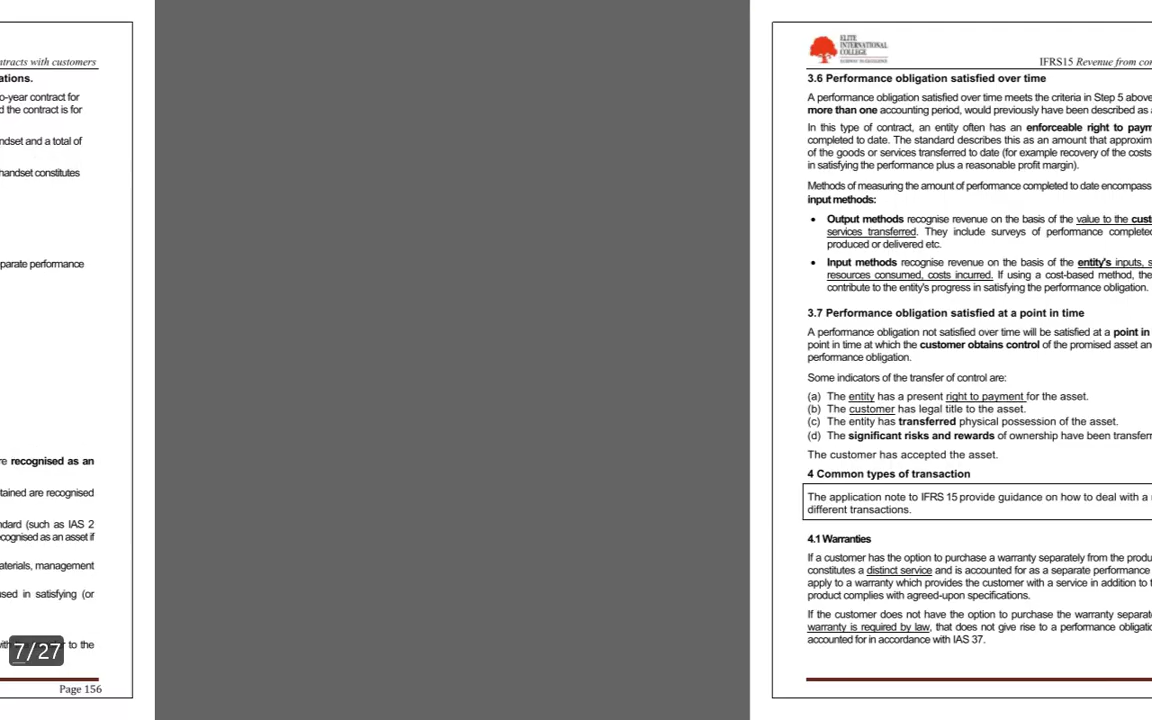 ntracts with customers
ations.
o-year contract for
d the contract is for
ndset and a total of
handset constitutes
parate performance
re recognised as an
tained are recognised
ndard (such as IAS 2
cognised as an asset if
aterials, management
sed in satisfying (or
to the
7/27
Page 156
ELITE
INTERNATIONAL
COLLEGE
IFRS15 Revenue from con
3.6 Performance obligation satisfied over time
A performance obligation satisfied over time meets the criteria in Step 5 above
more than one accounting period, would previously have been described as a
In this type of contract, an entity often has an enforceable right to paym
completed to date. The standard describes this as an amount that approxim
of the goods or services transferred to date (for example recovery of the costs
in satisfying the performance plus a reasonable profit margin).
Methods of measuring the amount of performance completed to date encompass
input methods:
• Output methods recognise revenue on the basis of the value to the custo
services transferred. They include surveys of performance completed
produced or delivered etc.
• Input methods recognise revenue on the basis of the entity's inputs, s
resources consumed, costs incurred. If using a cost-based method, the
contribute to the entity's progress in satisfying the performance obligation.
3.7 Performance obligation satisfied at a point in time
A performance obligation not satisfied over time will be satisfied at a point in
point in time at which the customer obtains control of the promised asset and
performance obligation.
Some indicators of the transfer of control are:
(a) The entity has a present right to payment for the asset.
(b) The customer has legal title to the asset.
(c) The entity has transferred physical possession of the asset.
(d) The significant risks and rewards of ownership have been transferr
The customer has accepted the asset.
4 Common types of transaction
The application note to IFRS 15 provide guidance on how to deal with a
different transactions.
4.1 Warranties
If a customer has the option to purchase a warranty separately from the produ
constitutes a distinct service and is accounted for as a separate performance
apply to a warranty which provides the customer with a service in addition to t
product complies with agreed-upon specifications.
If the customer does not have the option to purchase the warranty separate
warranty is required by law, that does not give rise to a performance obligatio
accounted for in accordance with IAS 37.